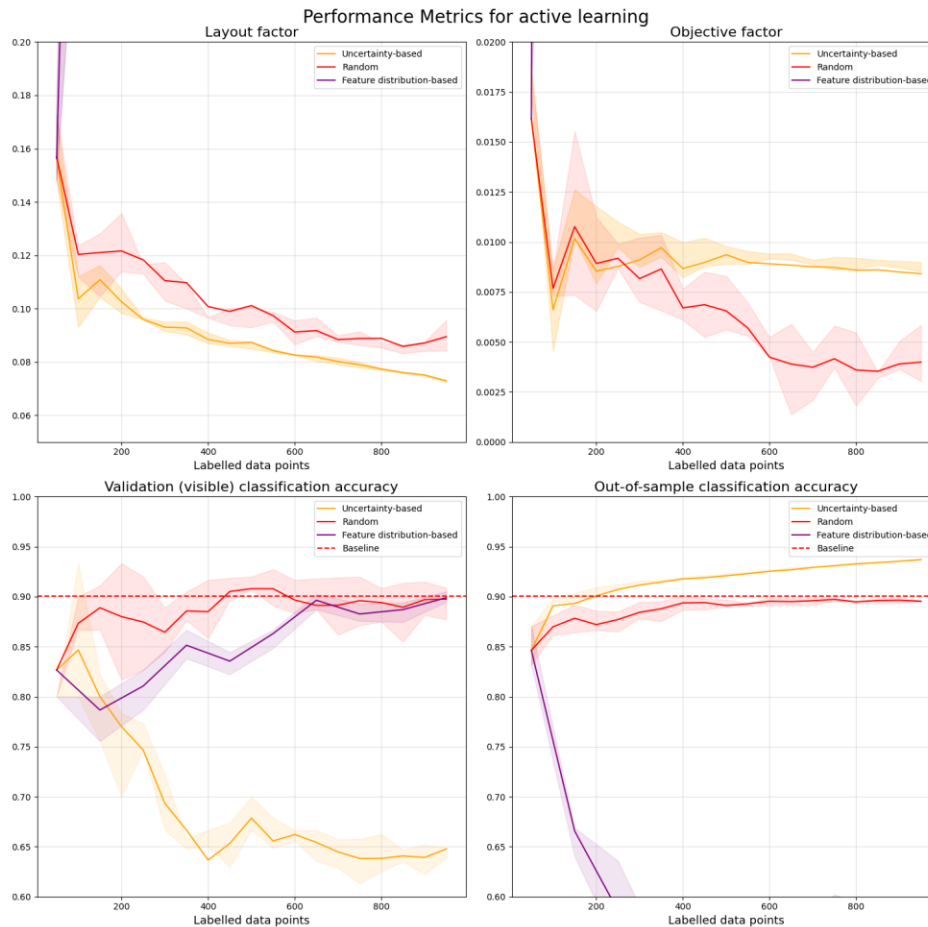 Performance Metrics for active learning
Layout factor
Objective factor
0.20
0.18
0.16
0.14
0.12
0.10
0.08
0.06
200
400
600
800
Labelled data points
Uncertainty-based
Random
Feature distribution-based
0.0200
0.0175
0.0150
0.0125
0.0100
0.0075
0.0050
0.0025
0.0000
200
400
600
800
Labelled data points
Uncertainty-based
Random
Feature distribution-based
Validation (visible) classification accuracy
Out-of-sample classification accuracy
1.00
0.95
0.90
0.85
0.80
0.75
0.70
0.65
0.60
200
400
600
800
Labelled data points
Uncertainty-based
Random
Feature distribution-based
Baseline
1.00
0.95
0.90
0.85
0.80
0.75
0.70
0.65
0.60
200
400
600
800
Labelled data points
Uncertainty-based
Random
Feature distribution-based
Baseline